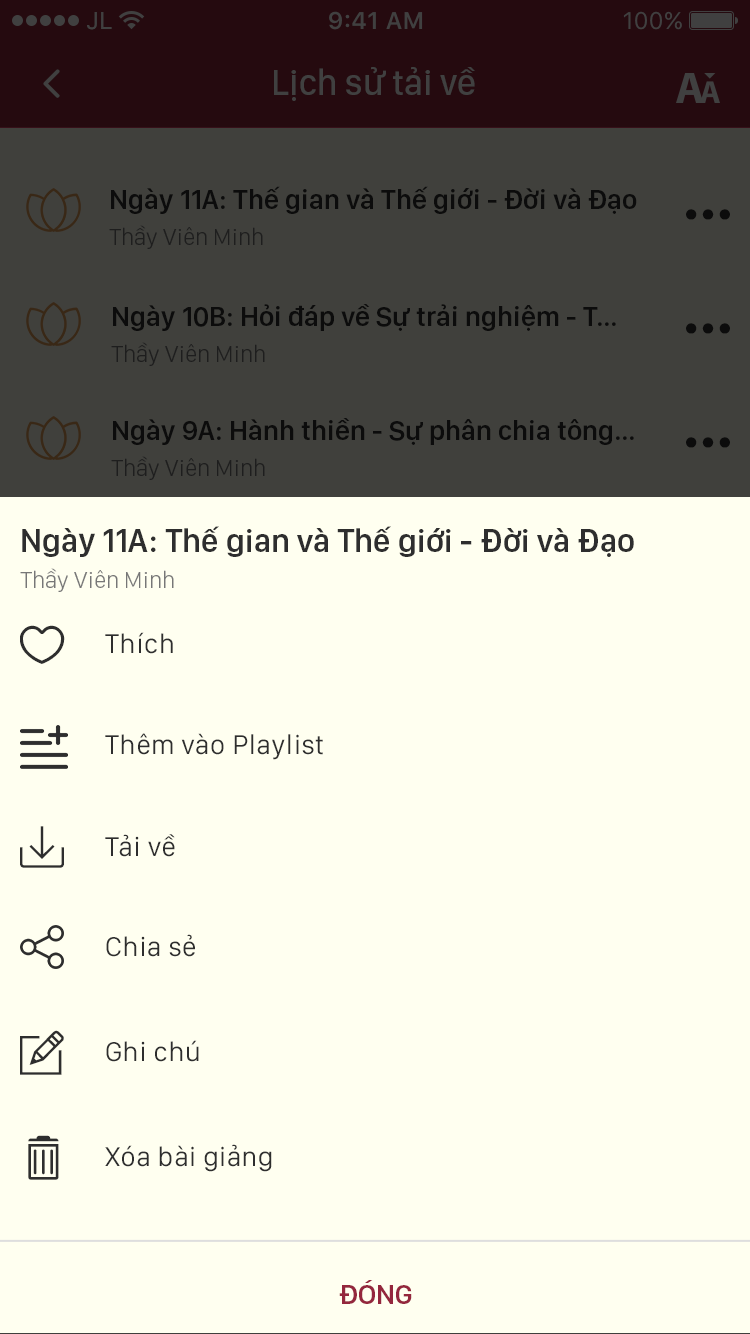 JL 9:41 AM 100%
Lịch sử tải về AA
Ngày 11A: Thế gian và Thế giới - Đời và Đạo
Thầy Viên Minh
Ngày 10B: Hỏi đáp về Sự trải nghiệm - T...
Thầy Viên Minh
Ngày 9A: Hành thiền - Sự phân chia tông...
Thầy Viên Minh
Ngày 11A: Thế gian và Thế giới - Đời và Đạo
Thầy Viên Minh
Thích
Thêm vào Playlist
Tải về
Chia sẻ
Ghi chú
Xóa bài giảng
ĐÓNG